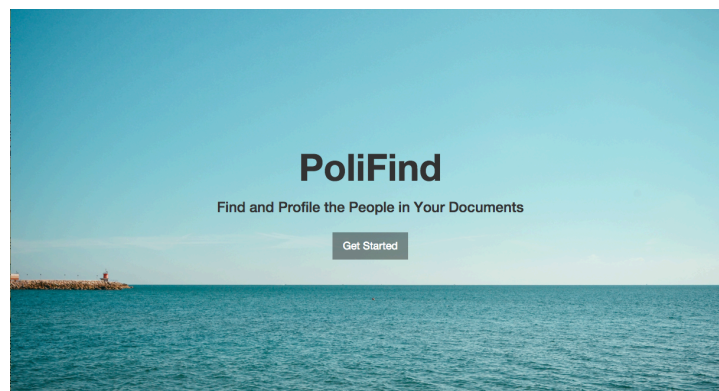 PoliFind
Find and Profile the People in Your Documents
Get Started